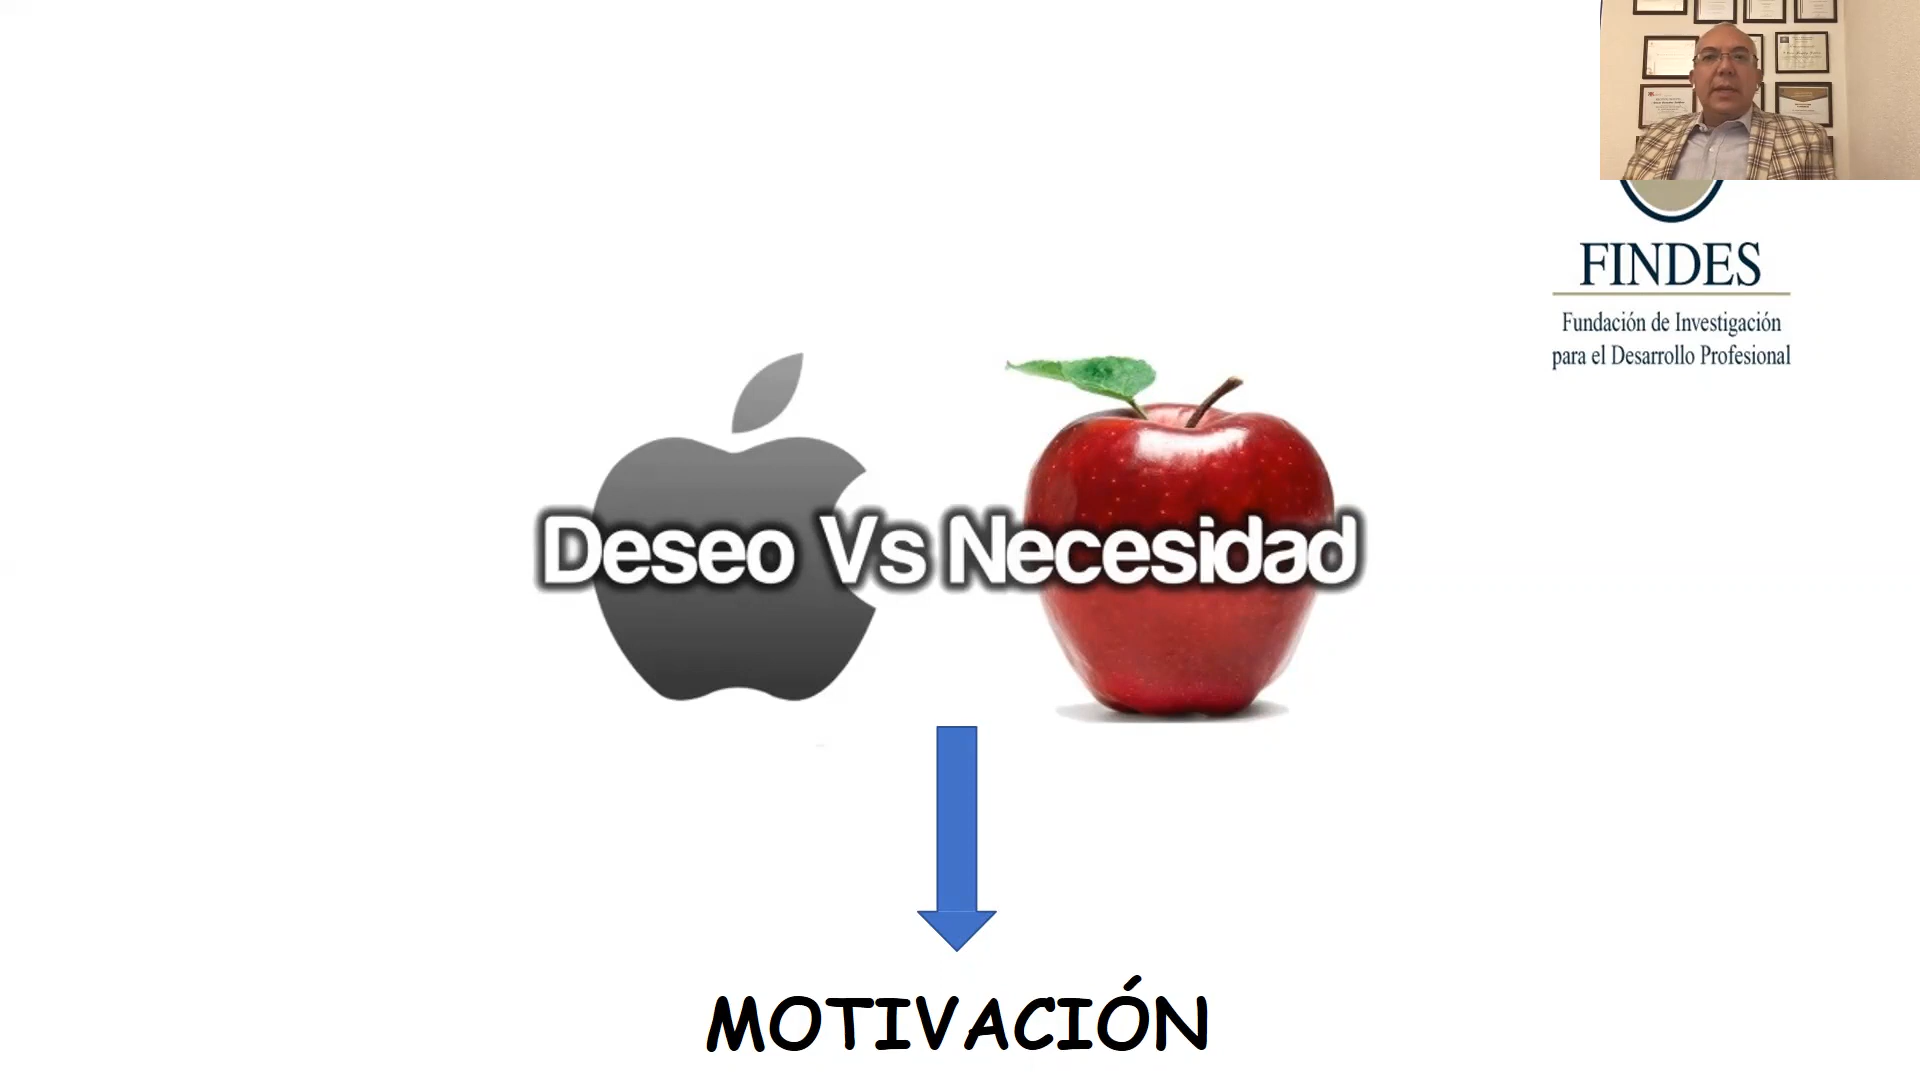 FINDES
Fundación de Investigación
para el Desarrollo Profesional
Deseo Vs Necesidad
MOTIVACIÓN